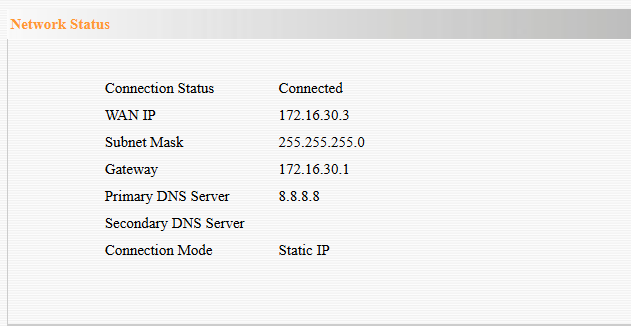 Network Status
Connection Status Connected
WAN IP 172.16.30.3
Subnet Mask 255.255.255.0
Gateway 172.16.30.1
Primary DNS Server 8.8.8.8
Secondary DNS Server
Connection Mode Static IP